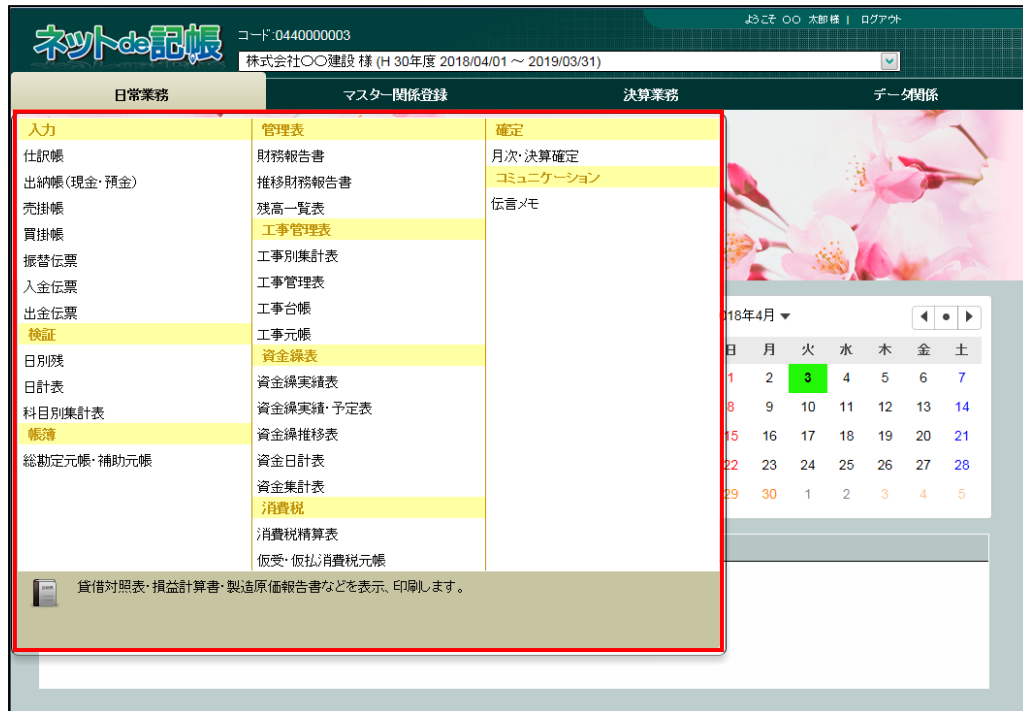 ようこそ 〇〇 太郎 様 | ログアウト
ネットde記帳
コード:0440000003
株式会社〇〇建設 様 (H 30年度 2018/04/01 ～ 2019/03/31)
日常業務 マスター関係登録 決算業務 データ関係
入力
仕訳帳
出納帳(現金・預金)
売掛帳
買掛帳
振替伝票
入金伝票
出金伝票
検証
日別残
日計表
科目別集計表
帳簿
総勘定元帳・補助元帳
管理表
財務報告書
推移財務報告書
残高一覧表
工事管理表
工事別集計表
工事管理表
工事台帳
工事元帳
資金繰表
資金繰実績表
資金繰実績・予定表
資金繰推移表
資金日計表
資金集計表
消費税
消費税精算表
仮受・仮払消費税元帳
確定
月次・決算確定
コミュニケーション
伝言メモ
貸借対照表・損益計算書・製造原価報告書などを表示、印刷します。
018年4月 ▼
日 月 火 水 木 金 土
1 2 3 4 5 6 7
8 9 10 11 12 13 14
15 16 17 18 19 20 21
22 23 24 25 26 27 28
29 30 1 2 3 4 5